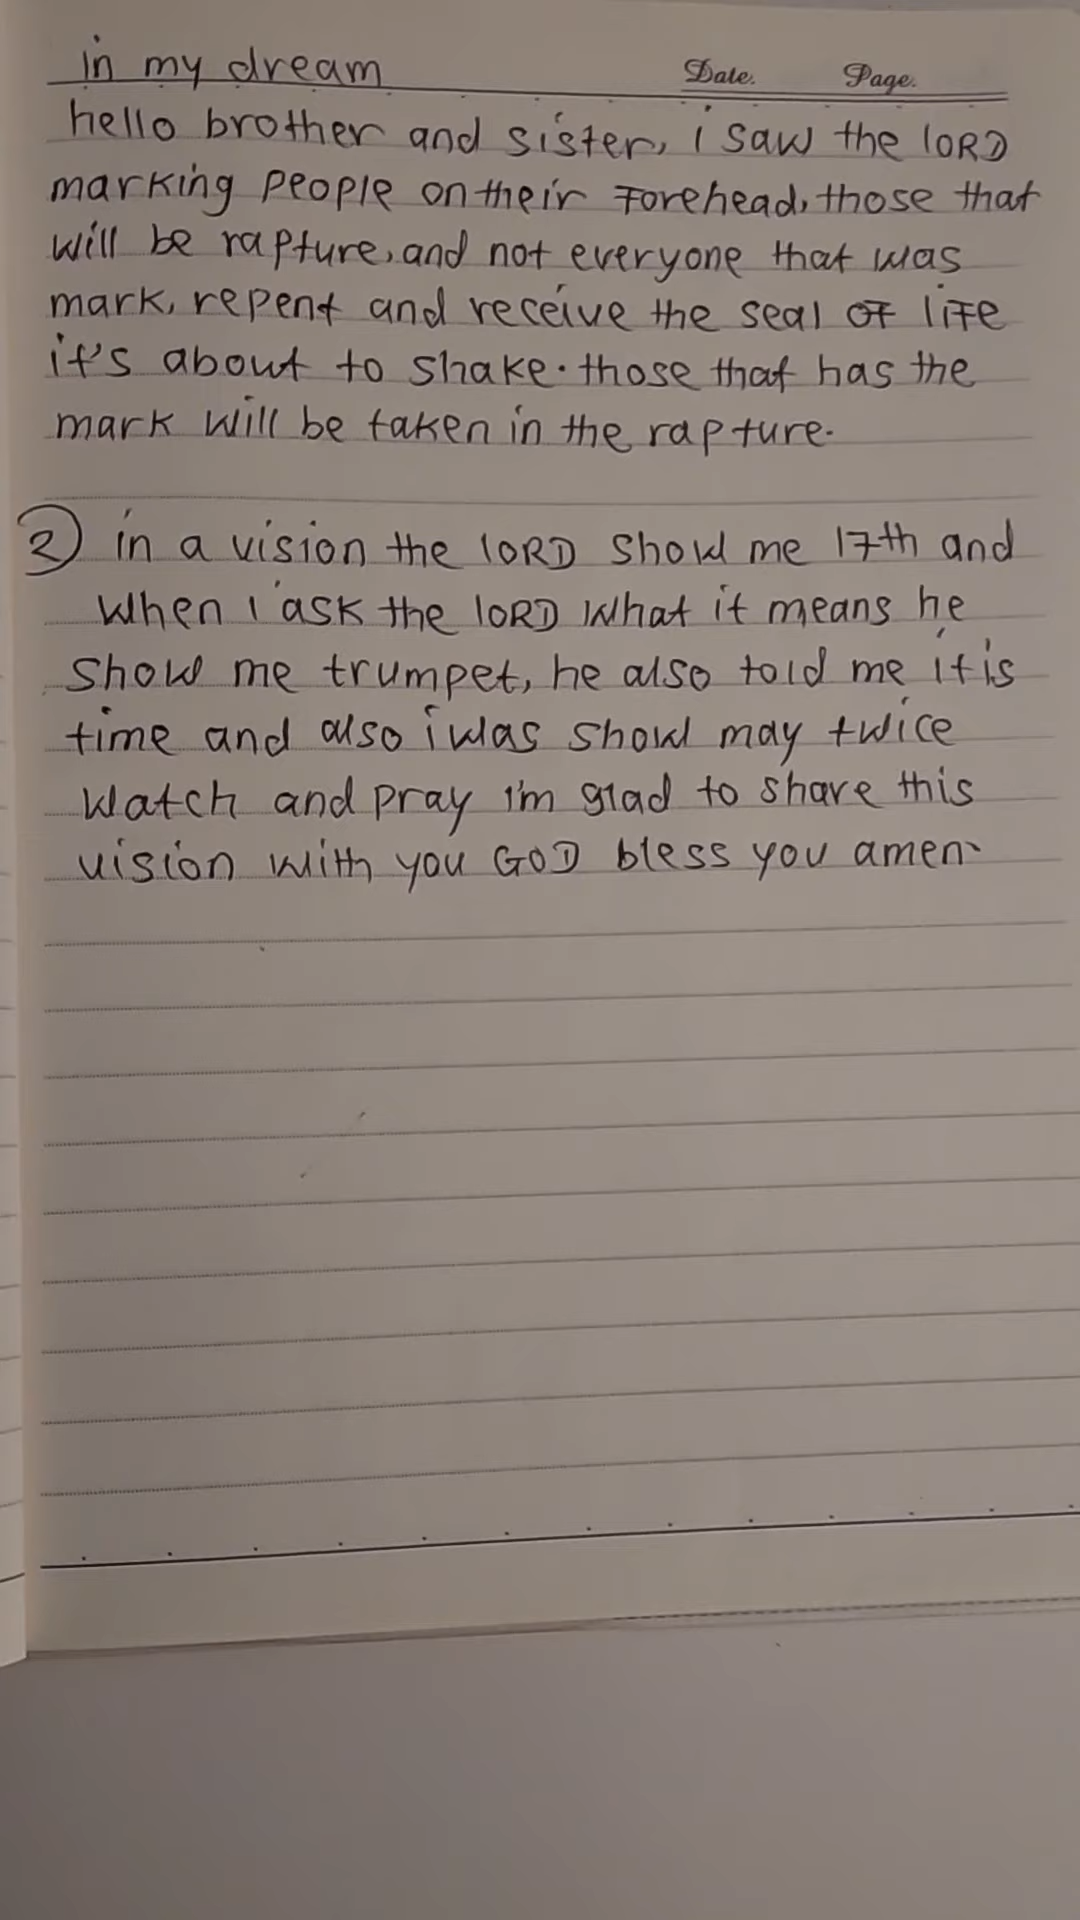 in my dream
Date. Page.
hello brother and sister, i saw the lORD
marking people on their Forehead, those that
will be rapture, and not everyone that was
mark, repent and receive the seal OF liFe
it's about to shake. those that has the
mark will be taken in the rapture.
2 in a vision the lORD show me 17th and
when i ask the lORD what it means he
show me trumpet, he also told me it is
time and also i was show may twice
watch and pray i'm glad to share this
vision with you GOD bless you amen.